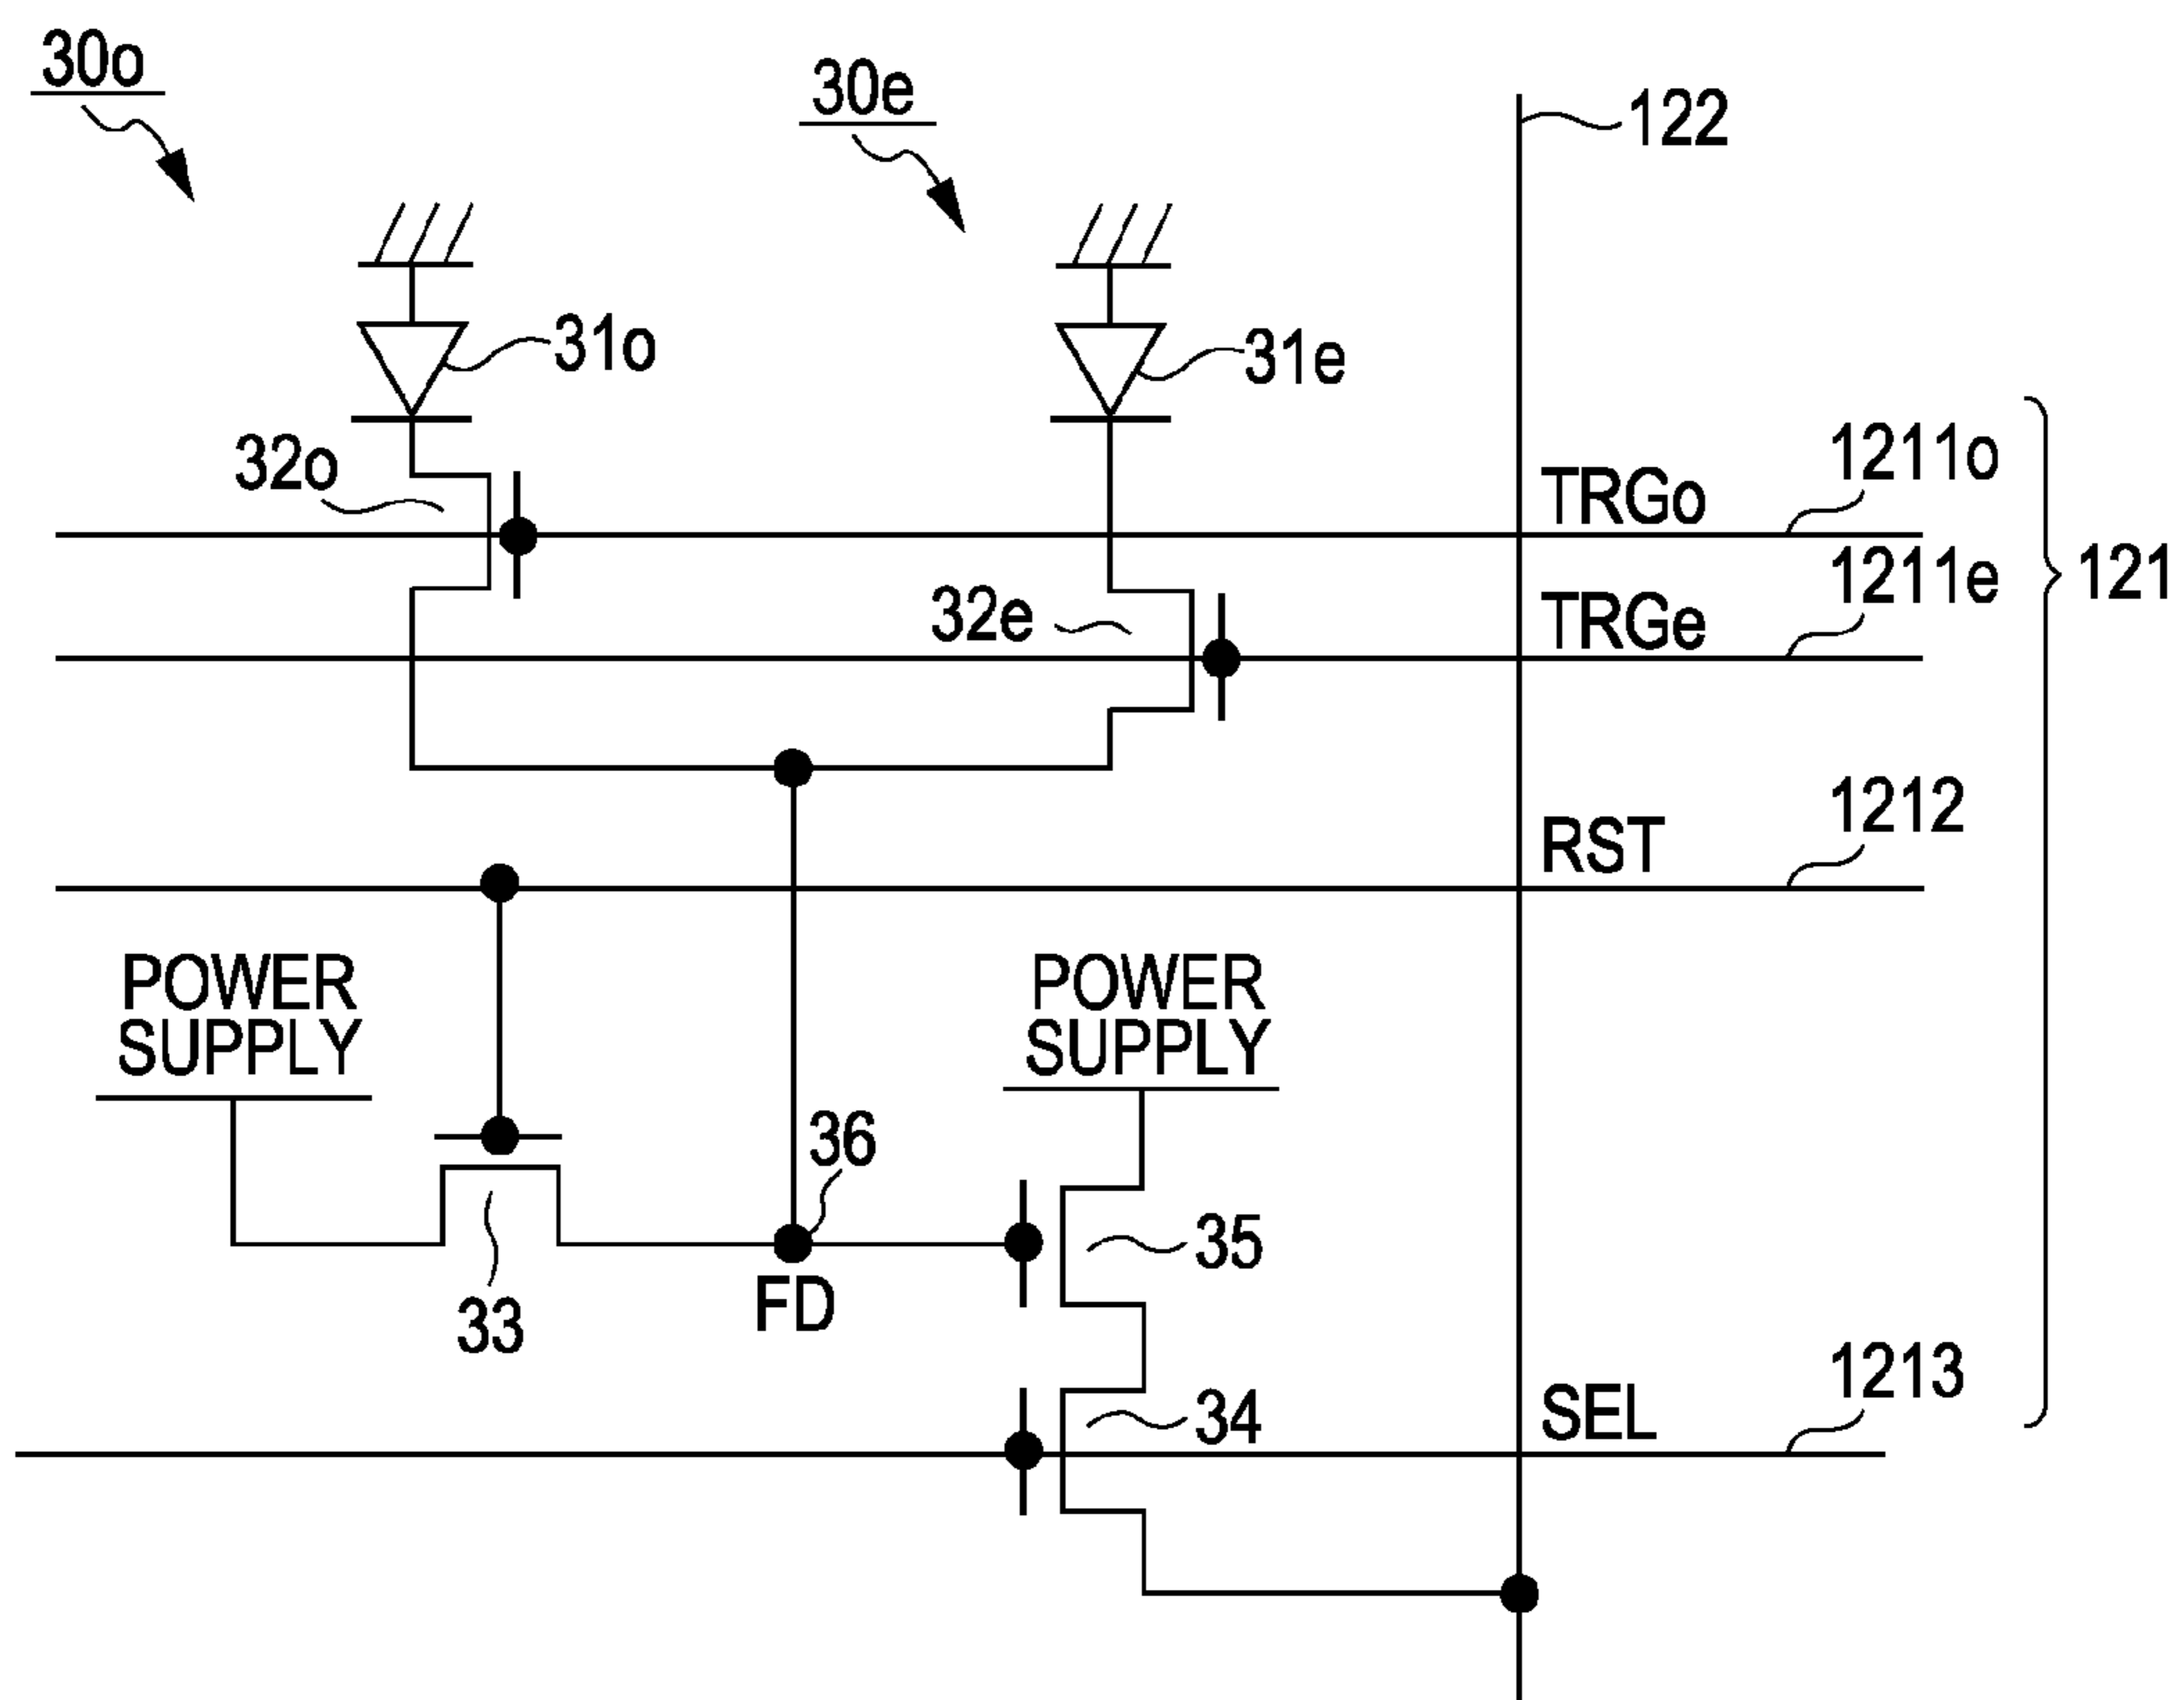 30o
30e
122
31o
31e
32o
TRGo
1211o
32e
TRGe
1211e
121
RST
1212
POWER
SUPPLY
POWER
SUPPLY
36
35
FD
33
34
SEL
1213